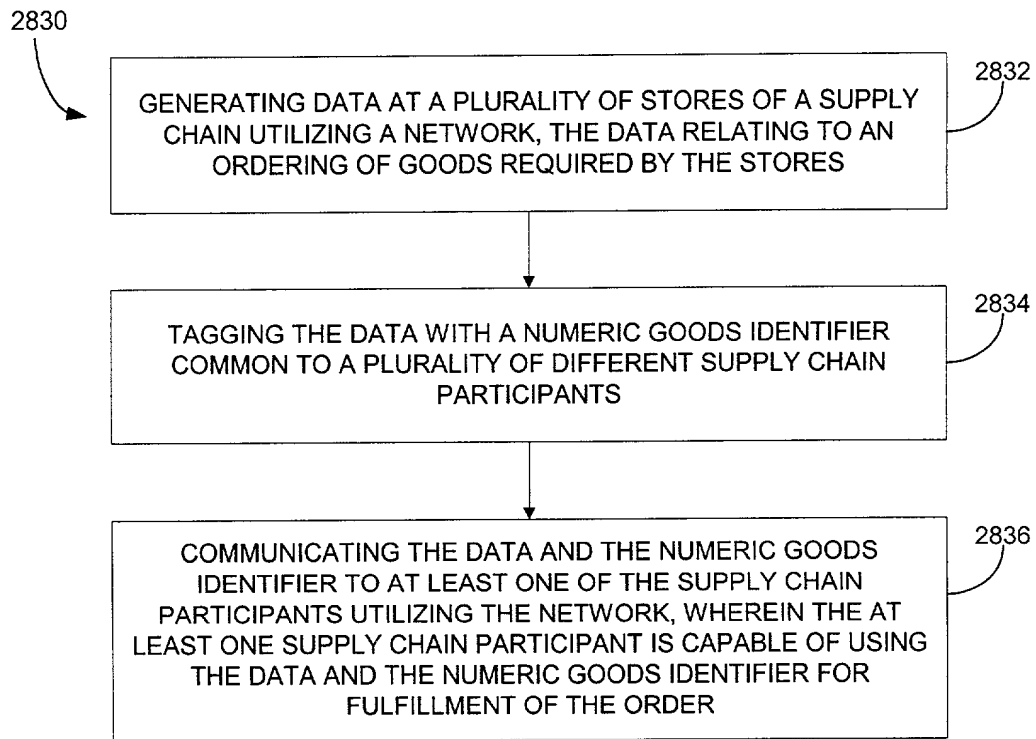 2830
2832
GENERATING DATA AT A PLURALITY OF STORES OF A SUPPLY
CHAIN UTILIZING A NETWORK, THE DATA RELATING TO AN
ORDERING OF GOODS REQUIRED BY THE STORES
2834
TAGGING THE DATA WITH A NUMERIC GOODS IDENTIFIER
COMMON TO A PLURALITY OF DIFFERENT SUPPLY CHAIN
PARTICIPANTS
2836
COMMUNICATING THE DATA AND THE NUMERIC GOODS
IDENTIFIER TO AT LEAST ONE OF THE SUPPLY CHAIN
PARTICIPANTS UTILIZING THE NETWORK, WHEREIN THE AT
LEAST ONE SUPPLY CHAIN PARTICIPANT IS CAPABLE OF USING
THE DATA AND THE NUMERIC GOODS IDENTIFIER FOR
FULFILLMENT OF THE ORDER